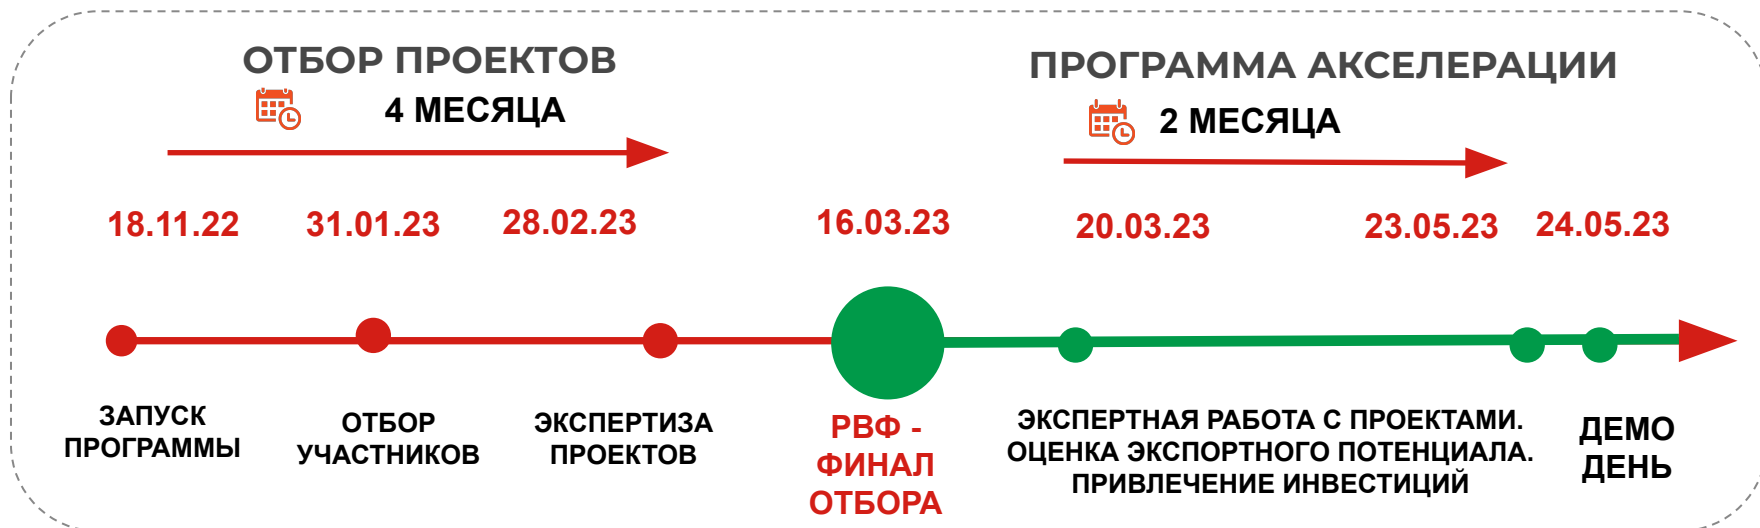 ОТБОР ПРОЕКТОВ
4 МЕСЯЦА
ПРОГРАММА АКСЕЛЕРАЦИИ
2 МЕСЯЦА
18.11.22
31.01.23
28.02.23
16.03.23
20.03.23
23.05.23
24.05.23
ЗАПУСК
ПРОГРАММЫ
ОТБОР
УЧАСТНИКОВ
ЭКСПЕРТИЗА
ПРОЕКТОВ
РВФ -
ФИНАЛ
ОТБОРА
ЭКСПЕРТНАЯ РАБОТА С ПРОЕКТАМИ.
ОЦЕНКА ЭКСПОРТНОГО ПОТЕНЦИАЛА.
ПРИВЛЕЧЕНИЕ ИНВЕСТИЦИЙ
ДЕМО
ДЕНЬ